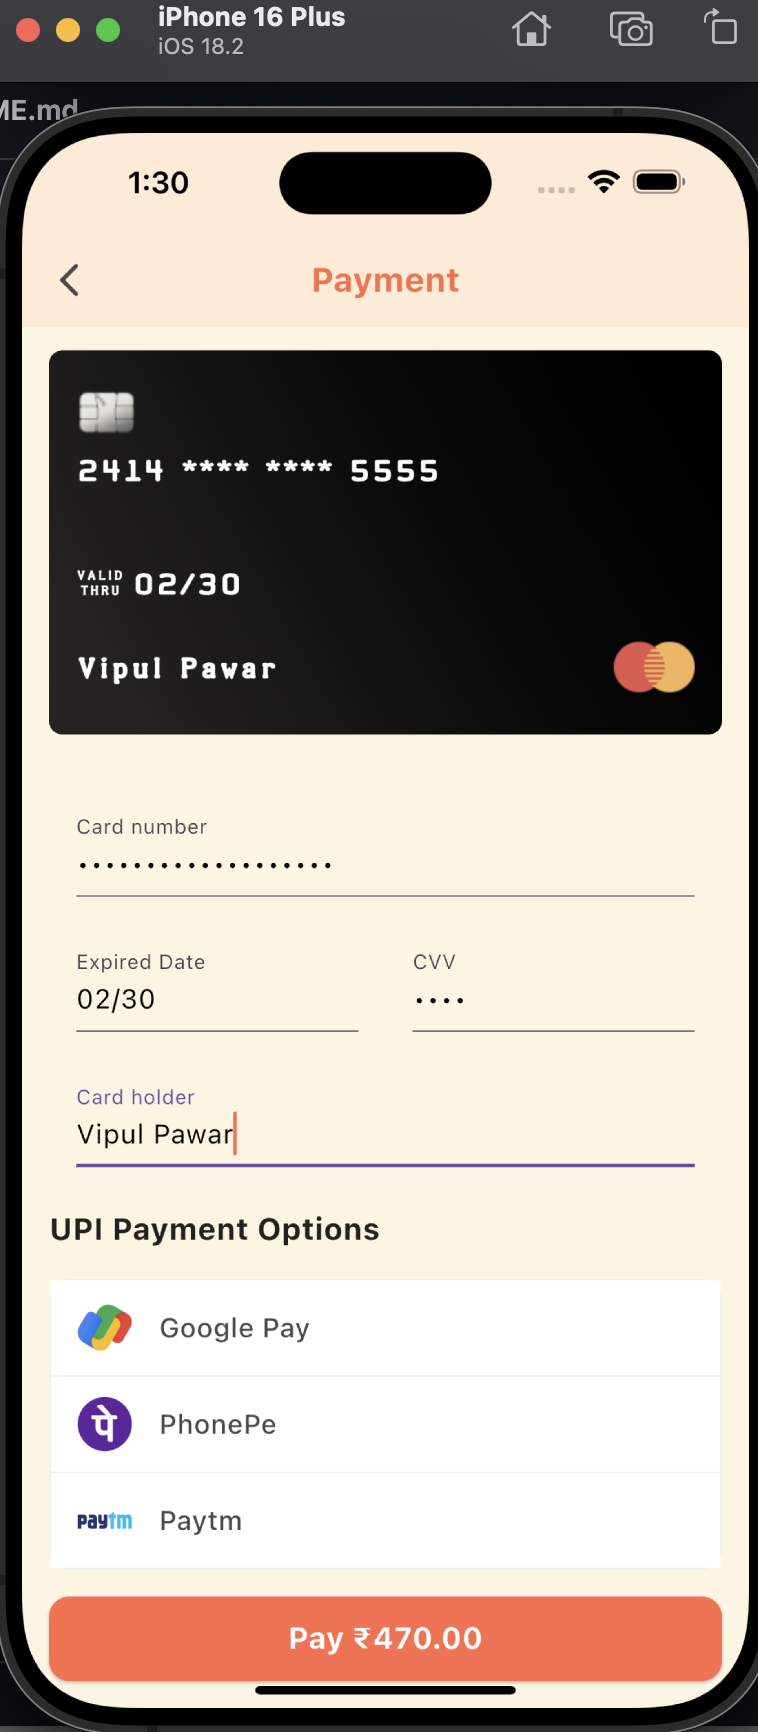 iPhone 16 Plus
iOS 18.2
ME.md
1:30
Payment
2414 **** **** 5555
VALID
THRU 02/30
Vipul Pawar
Card number
•••••••••••••••••••
Expired Date
CVV
02/30
••••
Card holder
Vipul Pawar
UPI Payment Options
Google Pay
पे PhonePe
paytm Paytm
Pay ₹470.00